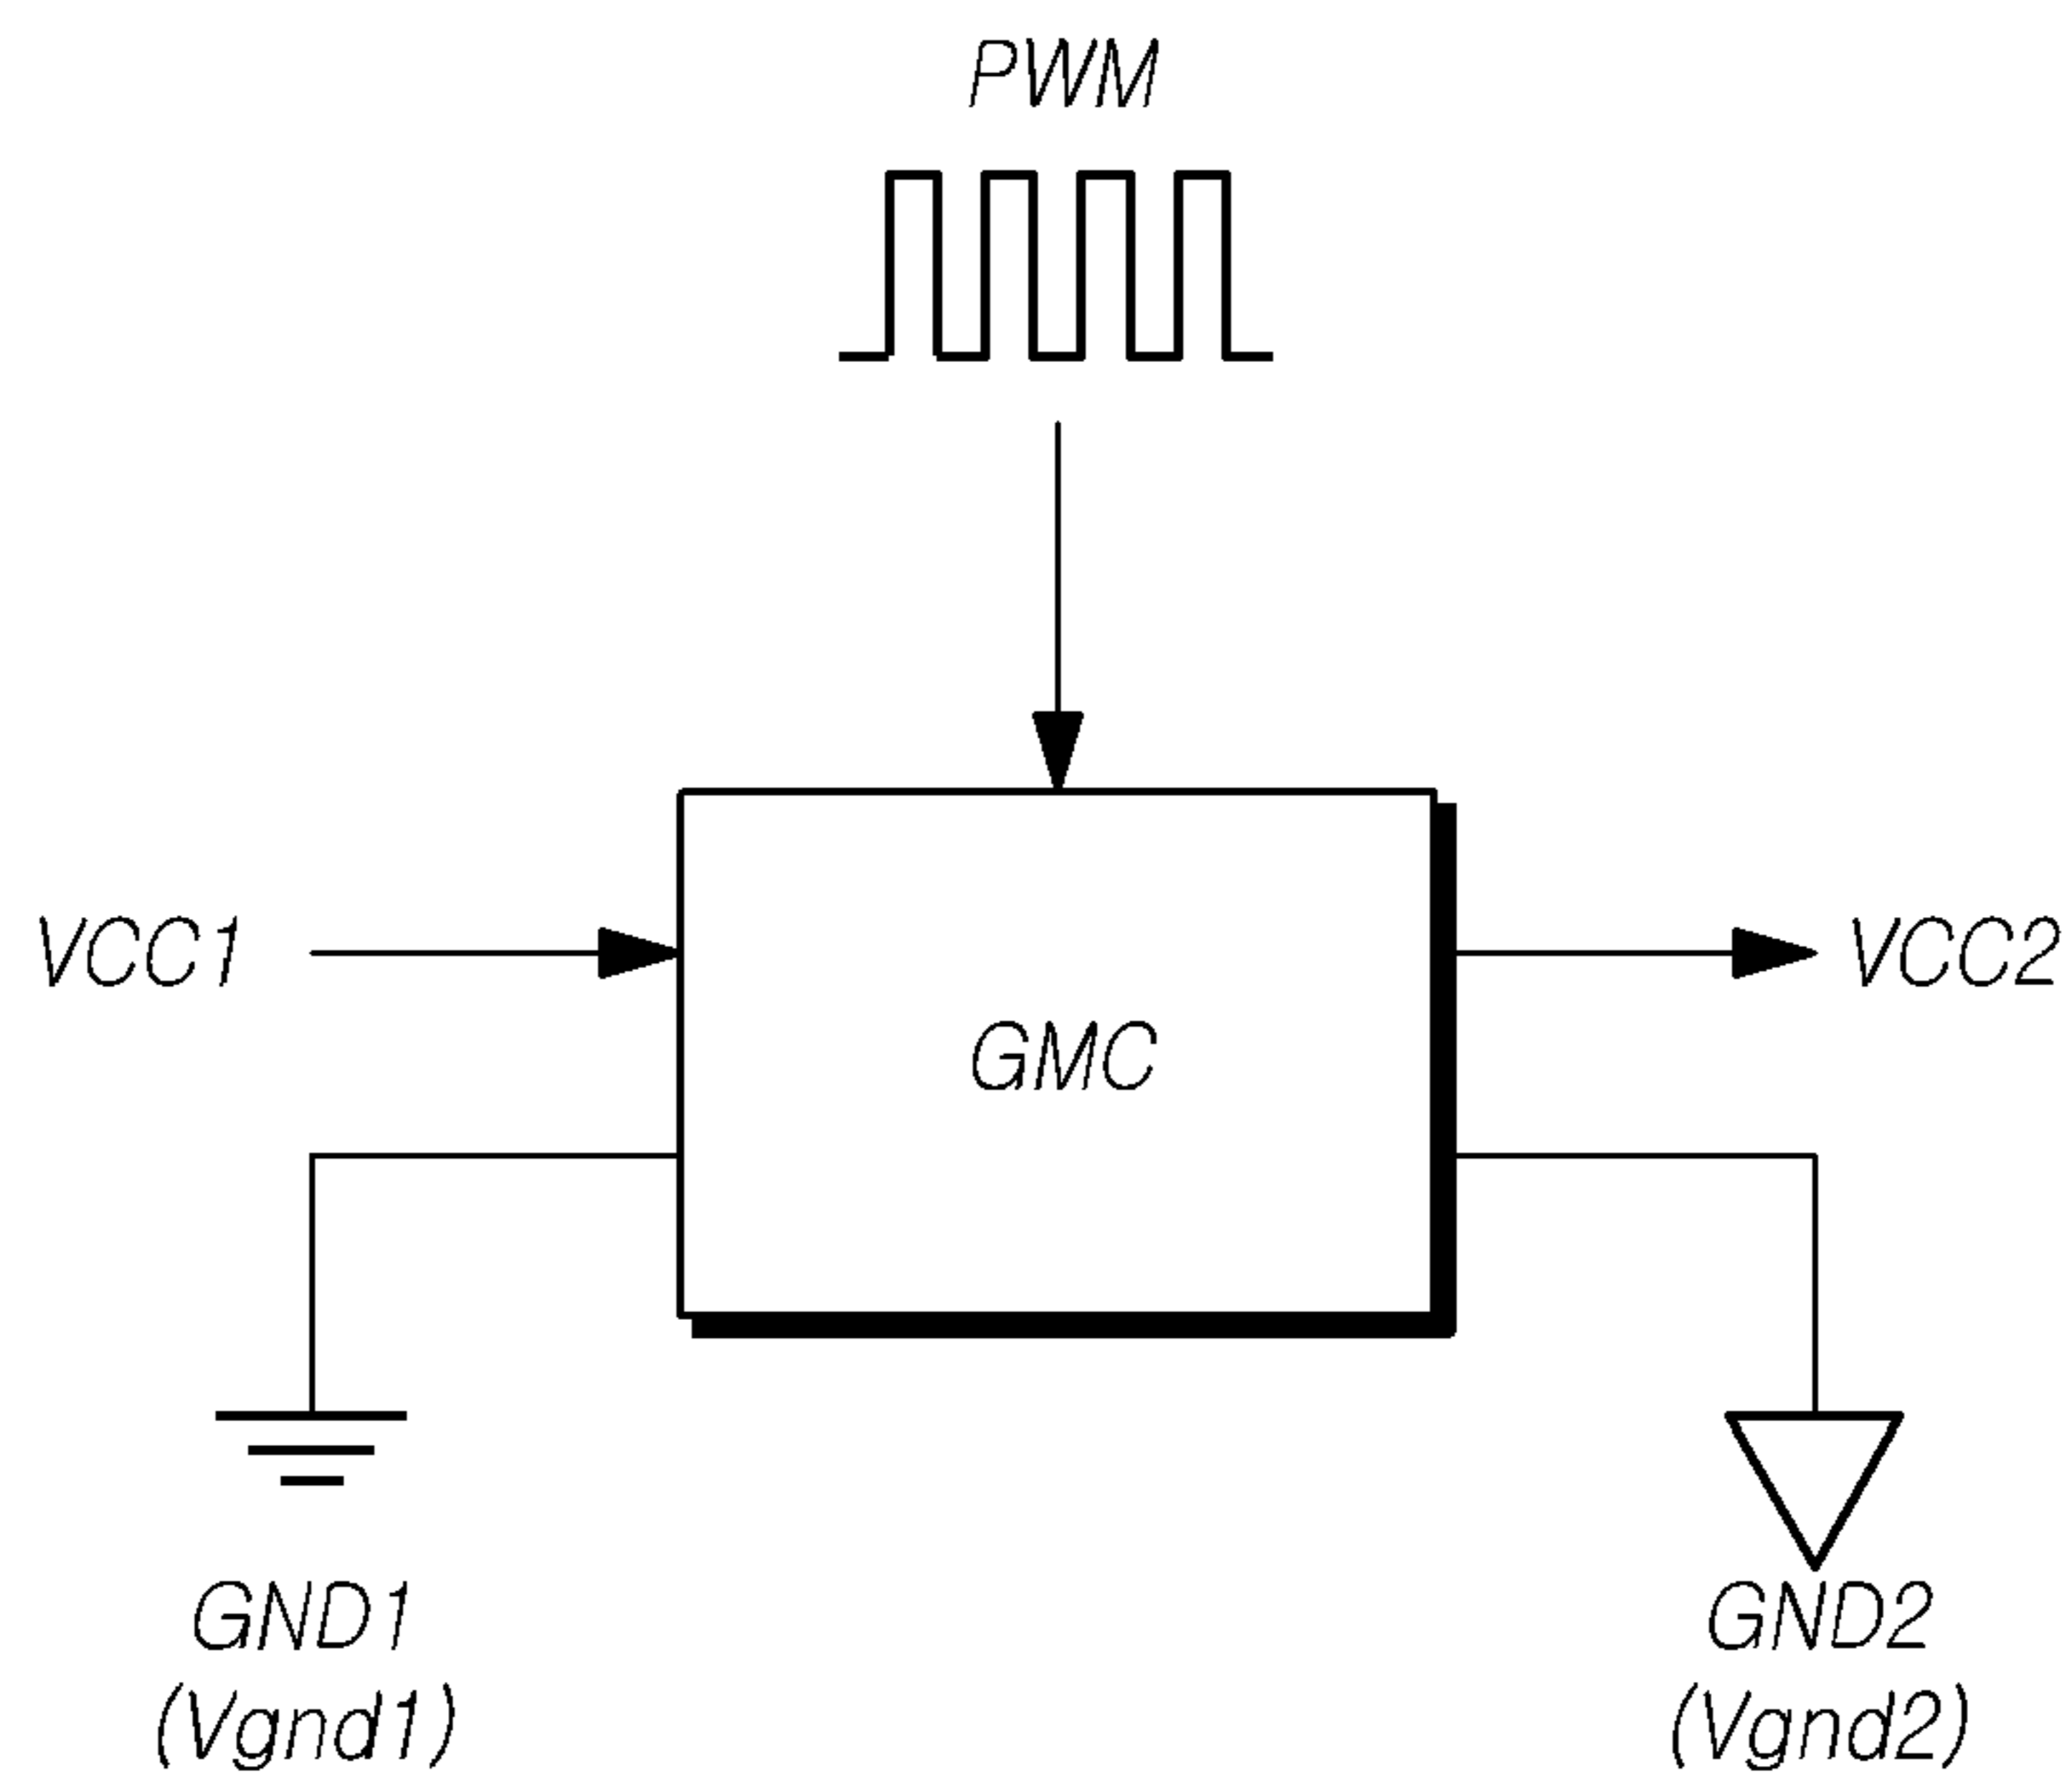 PWM
VCC1
VCC2
GMC
GND1
(Vgnd1)
GND2
(Vgnd2)